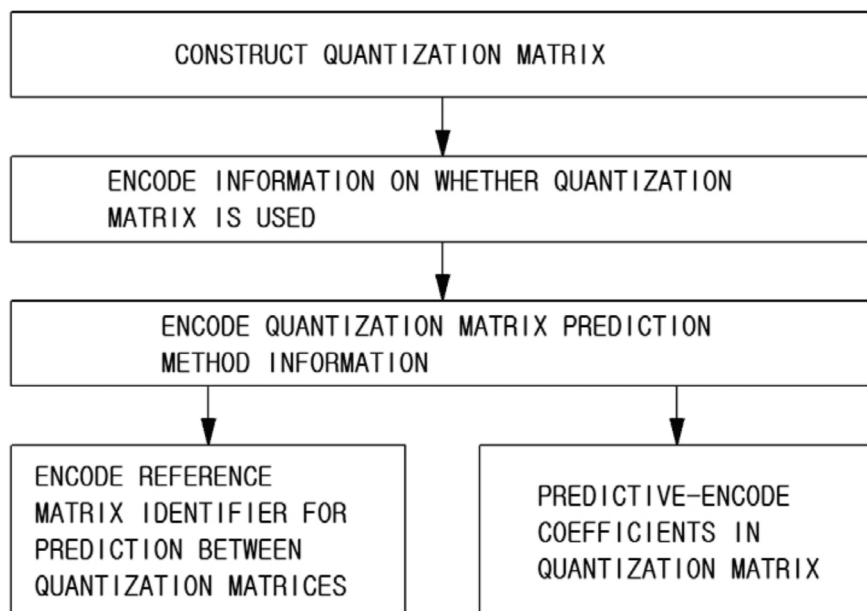 CONSTRUCT QUANTIZATION MATRIX
ENCODE INFORMATION ON WHETHER QUANTIZATION
MATRIX IS USED
ENCODE QUANTIZATION MATRIX PREDICTION
METHOD INFORMATION
ENCODE REFERENCE
MATRIX IDENTIFIER FOR
PREDICTION BETWEEN
QUANTIZATION MATRICES
PREDICTIVE-ENCODE
COEFFICIENTS IN
QUANTIZATION MATRIX